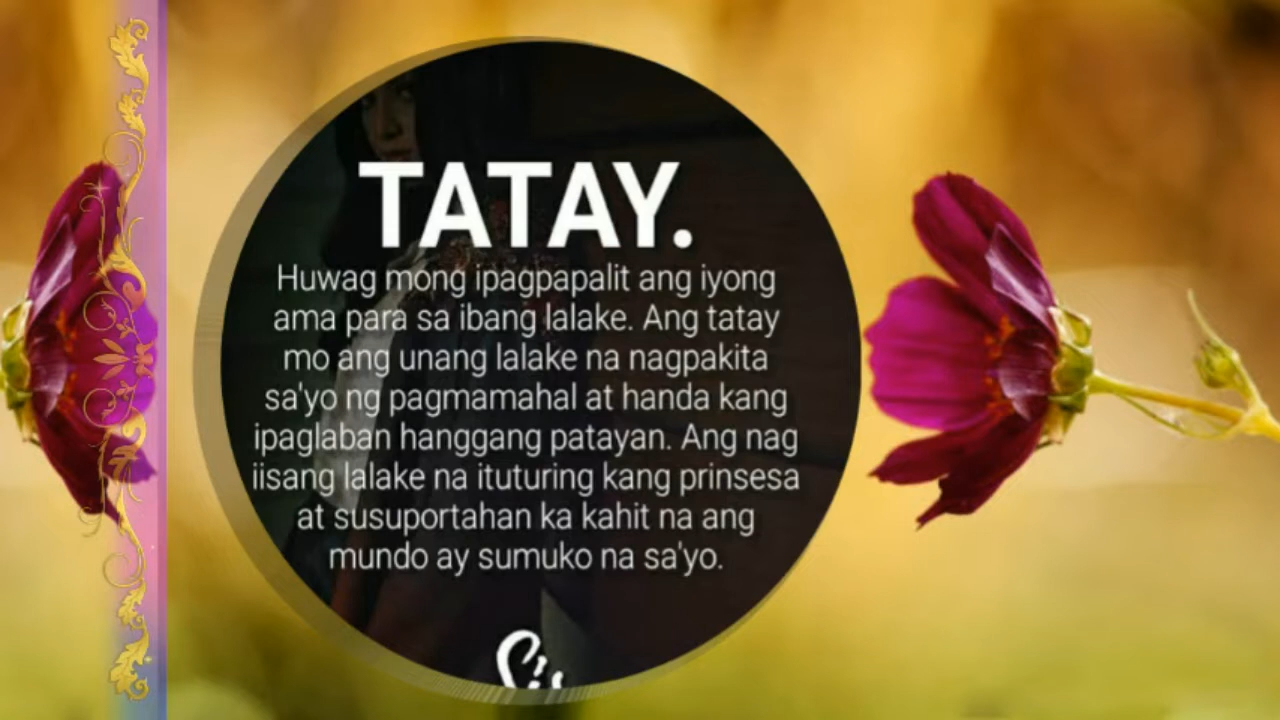 TATAY.
Huwag mong ipagpapalit ang iyong
ama para sa ibang lalake. Ang tatay
mo ang unang lalake na nagpakita
sa'yo ng pagmamahal at handa kang
ipaglaban hanggang patayan. Ang nag
iisang lalake na ituturing kang prinsesa
at susuportahan ka kahit na ang
mundo ay sumuko na sa'yo.